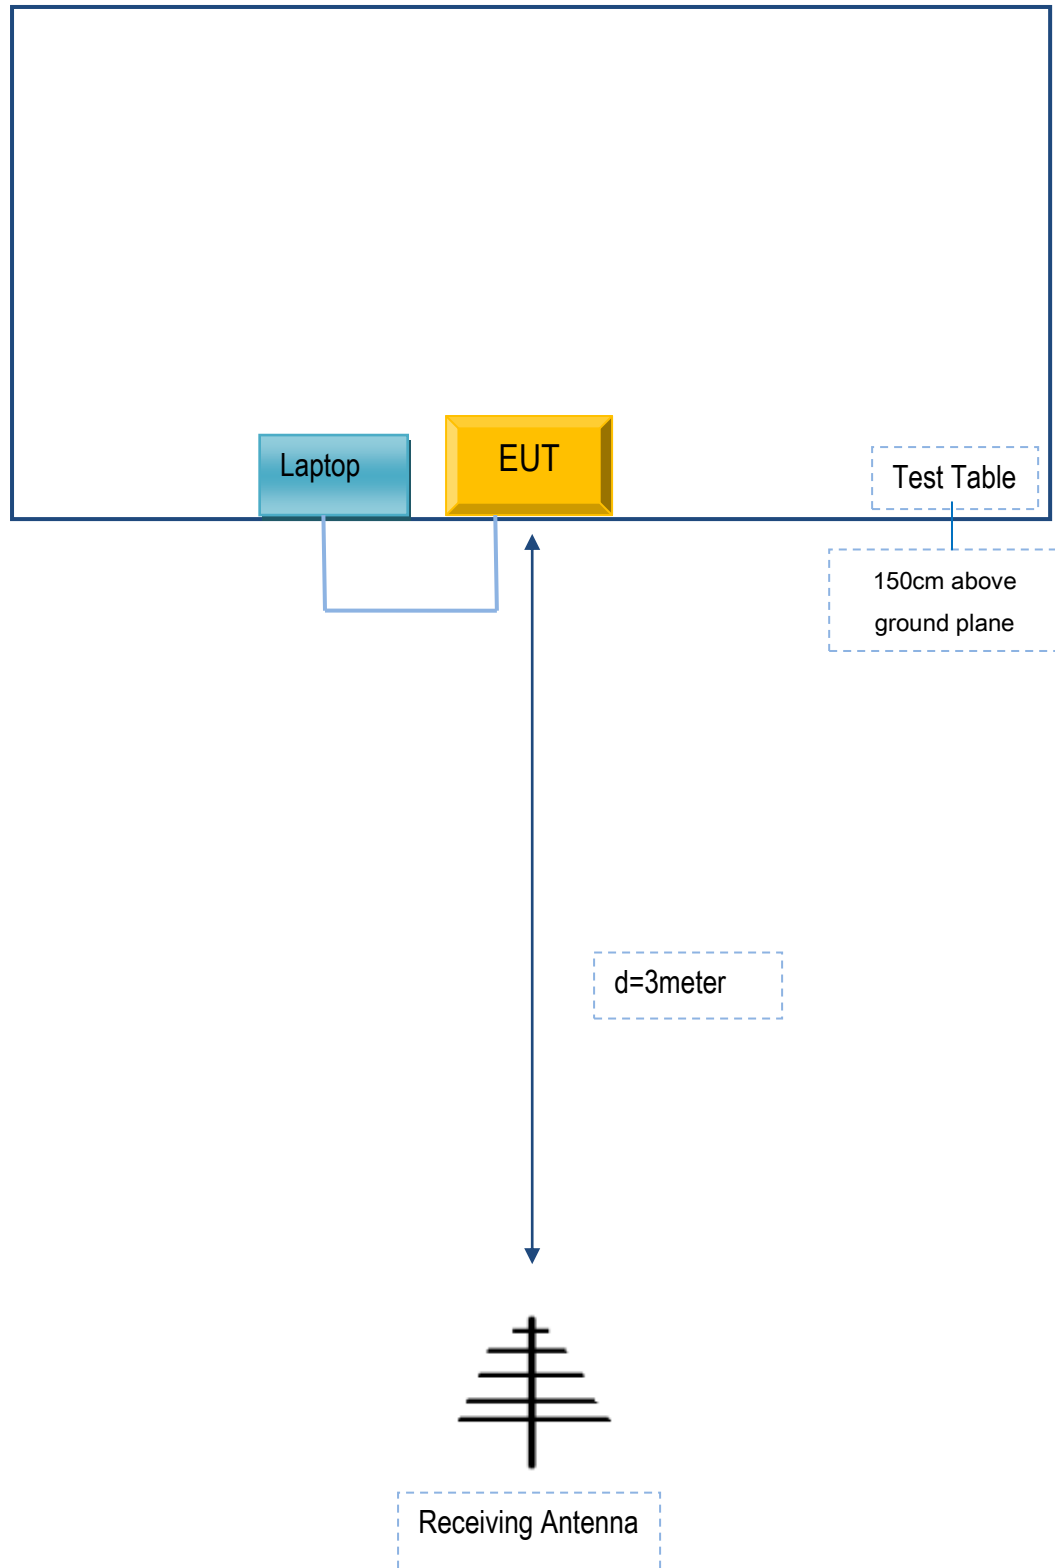 Laptop
EUT
Test Table
150cm above
ground plane
d=3meter
Receiving Antenna